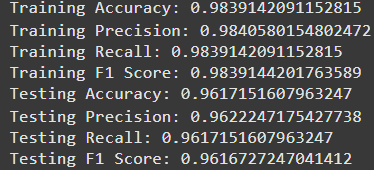 Training Accuracy: 0.9839142091152815
Training Precision: 0.9840580154802472
Training Recall: 0.9839142091152815
Training F1 Score: 0.9839144201763589
Testing Accuracy: 0.9617151607963247
Testing Precision: 0.9622247175427738
Testing Recall: 0.9617151607963247
Testing F1 Score: 0.9616727247041412